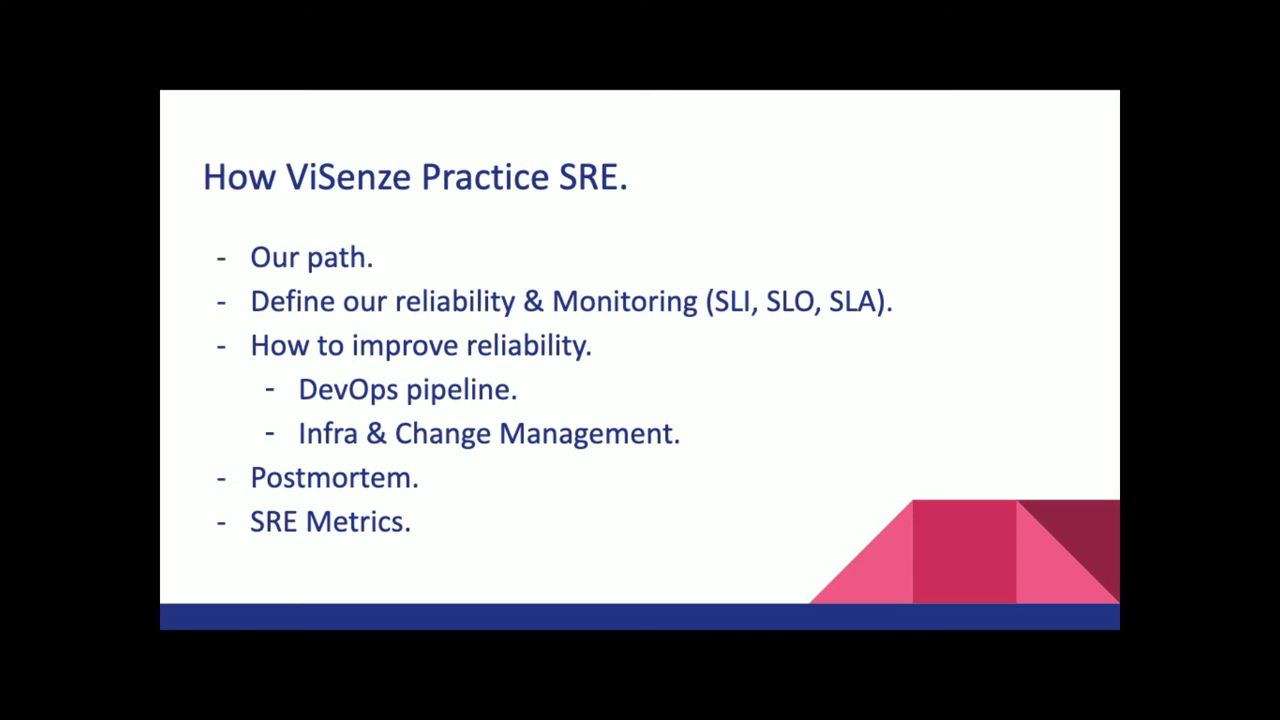 How ViSenze Practice SRE.
- Our path.
- Define our reliability & Monitoring (SLI, SLO, SLA).
- How to improve reliability.
- DevOps pipeline.
- Infra & Change Management.
- Postmortem.
- SRE Metrics.